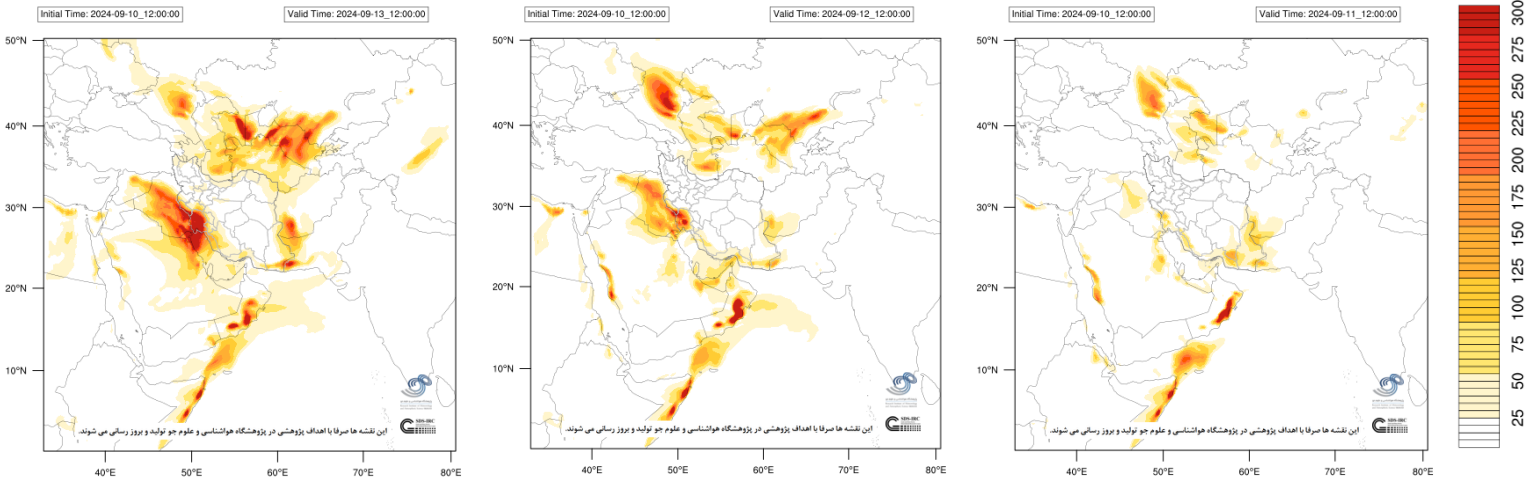 Initial Time: 2024-09-10_12:00:00
Valid Time: 2024-09-13_12:00:00
50°N
40°N
30°N
20°N
10°N
40°E
50°E
60°E
70°E
80°E
SDS-IRC
این نقشه ها صرفا با اهداف پژوهشی در پژوهشگاه هواشناسی و علوم جو تولید و بروز رسانی می شوند.
Initial Time: 2024-09-10_12:00:00
Valid Time: 2024-09-12_12:00:00
50°N
40°N
30°N
20°N
10°N
40°E
50°E
60°E
70°E
80°E
SDS-IRC
این نقشه ها صرفا با اهداف پژوهشی در پژوهشگاه هواشناسی و علوم جو تولید و بروز رسانی می شوند.
Initial Time: 2024-09-10_12:00:00
Valid Time: 2024-09-11_12:00:00
50°N
40°N
30°N
20°N
10°N
40°E
50°E
60°E
70°E
80°E
SDS-IRC
این نقشه ها صرفا با اهداف پژوهشی در پژوهشگاه هواشناسی و علوم جو تولید و بروز رسانی می شوند.
300
275
250
225
200
175
150
125
100
75
50
25